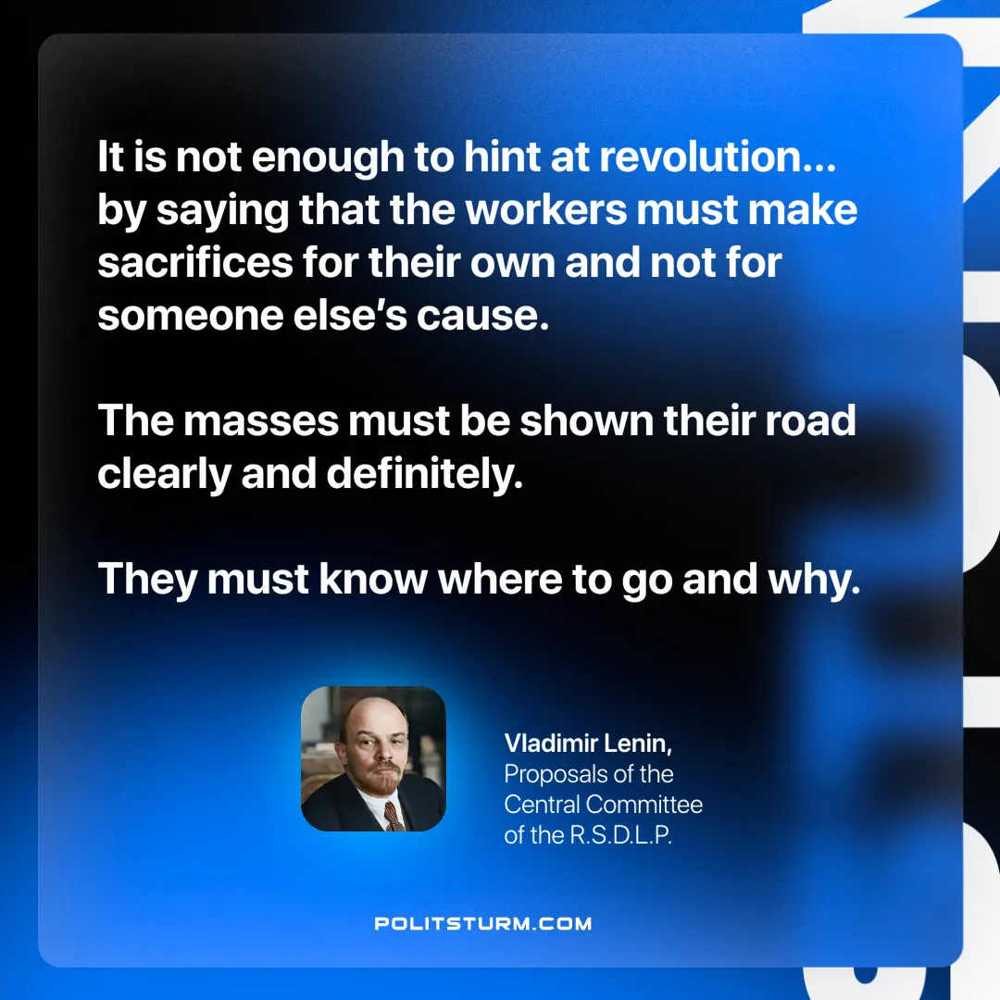 It is not enough to hint at revolution...
by saying that the workers must make
sacrifices for their own and not for
someone else’s cause.
The masses must be shown their road
clearly and definitely.
They must know where to go and why.
Vladimir Lenin,
Proposals of the
Central Committee
of the R.S.D.L.P.
POLITSTURM.COM